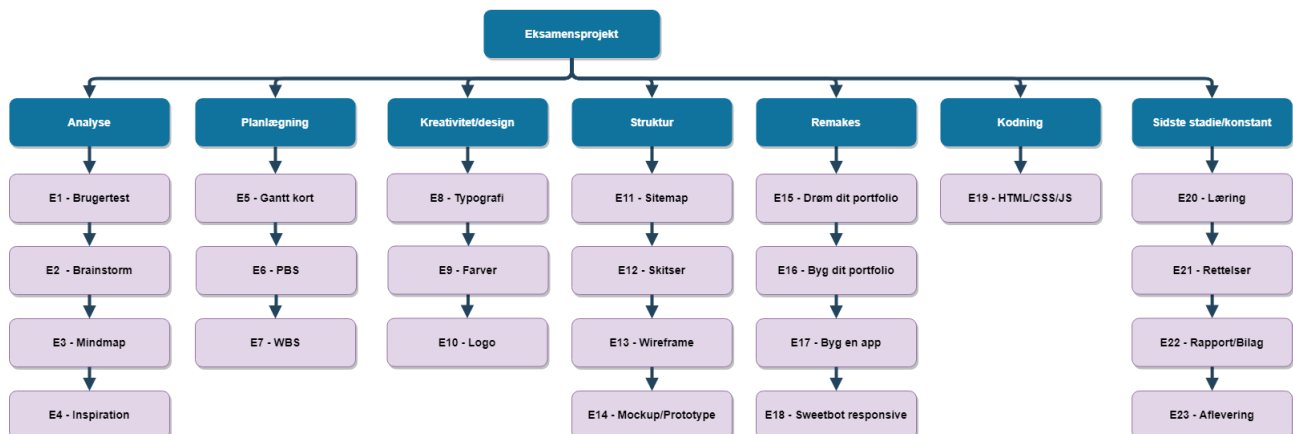 Eksamensprojekt
Analyse
Planlægning
Kreativitet/design
Struktur
Remakes
Kodning
Sidste stadie/konstant
E1 - Brugertest
E5 - Gantt kort
E8 - Typografi
E11 - Sitemap
E15 - Drøm dit portfolio
E19 - HTML/CSS/JS
E20 - Læring
E2 - Brainstorm
E6 - PBS
E9 - Farver
E12 - Skitser
E16 - Byg dit portfolio
E21 - Rettelser
E3 - Mindmap
E7 - WBS
E10 - Logo
E13 - Wireframe
E17 - Byg en app
E22 - Rapport/Bilag
E4 - Inspiration
E14 - Mockup/Prototype
E18 - Sweetbot responsive
E23 - Aflevering